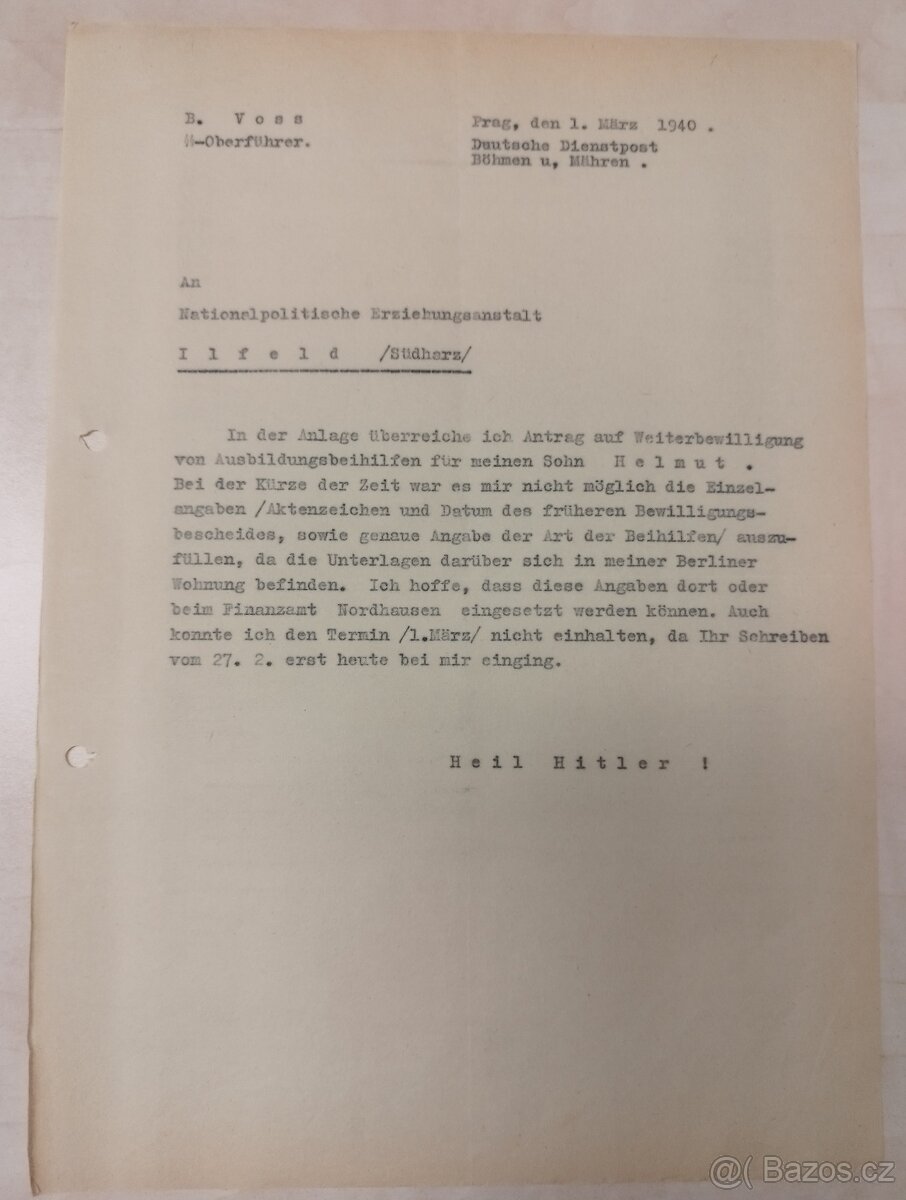 B. Voss
Prag, den 1. März 1940 .
SS-Oberführer.
Deutsche Dienstpost
Böhmen u, Mähren .
An
Nationalpolitische Erziehungsanstalt
Ilfeld /Südharz/
In der Anlage überreiche ich Antrag auf Weiterbewilligung
von Ausbildungsbeihilfen für meinen Sohn Helmut .
Bei der Kürze der Zeit war es mir nicht möglich die Einzel-
angaben /Aktenzeichen und Datum des früheren Bewilligungs-
bescheides, sowie genaue Angabe der Art der Beihilfen/ auszu-
füllen, da die Unterlagen darüber sich in meiner Berliner
Wohnung befinden. Ich hoffe, dass diese Angaben dort oder
beim Finanzamt Nordhausen eingesetzt werden können. Auch
konnte ich den Termin /1.März/ nicht einhalten, da Ihr Schreiben
vom 27. 2. erst heute bei mir einging.
Heil Hitler !
@( Bazos.cz